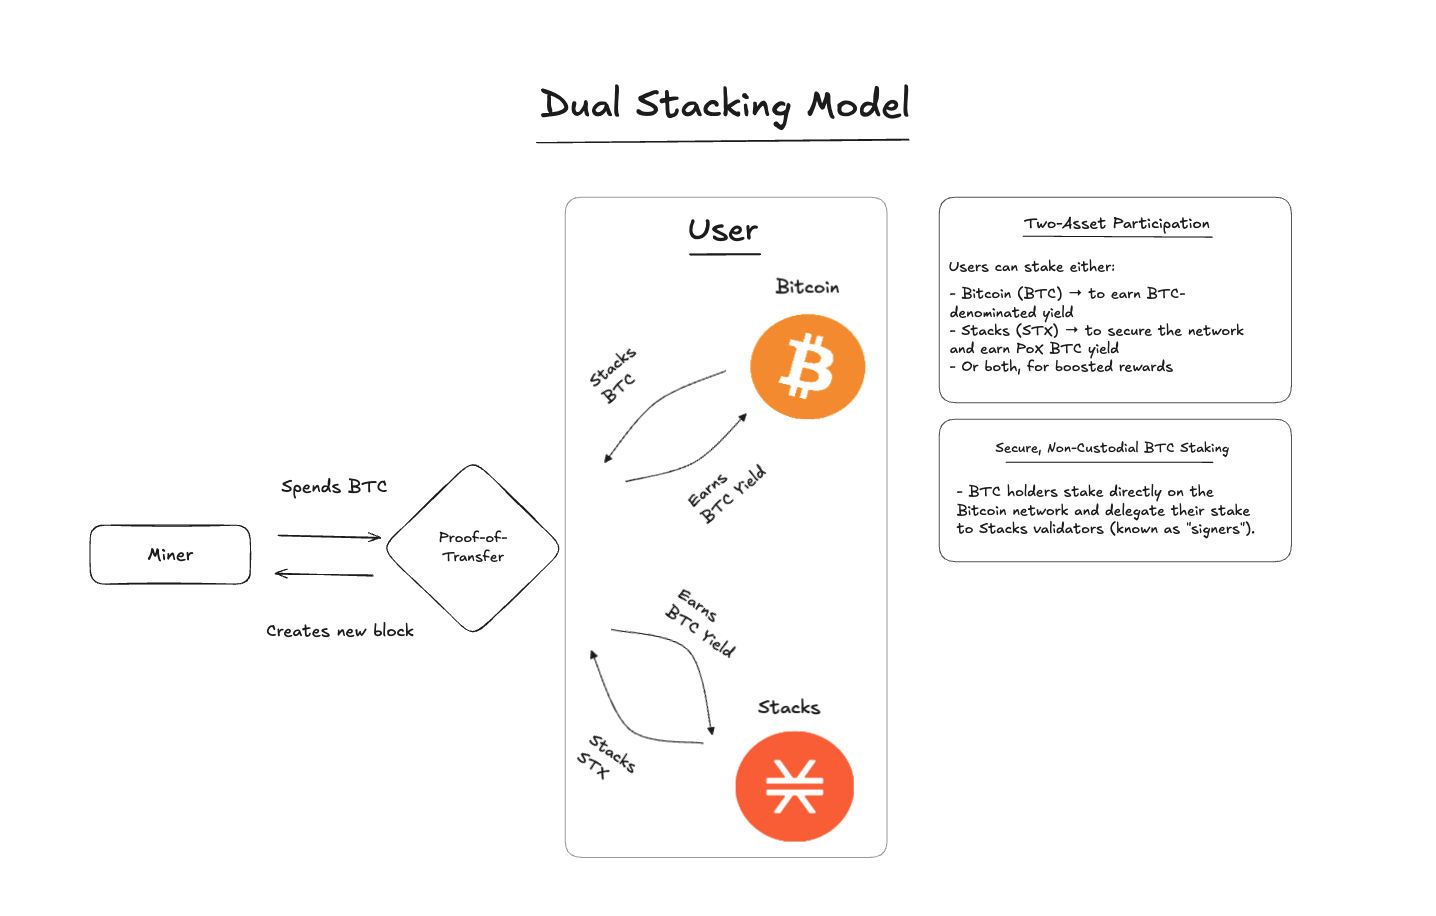 Dual Stacking Model
User
Bitcoin
Stacks
BTC
Earns
BTC Yield
Spends BTC
Miner
Proof-of-
Transfer
Creates new block
Earns
BTC Yield
Stacks
STX
Stacks
Two-Asset Participation
Users can stake either:
- Bitcoin (BTC) → to earn BTC-
denominated yield
- Stacks (STX) → to secure the network
and earn PoX BTC yield
- Or both, for boosted rewards
Secure, Non-Custodial BTC Staking
- BTC holders stake directly on the
Bitcoin network and delegate their stake
to Stacks validators (known as "signers").